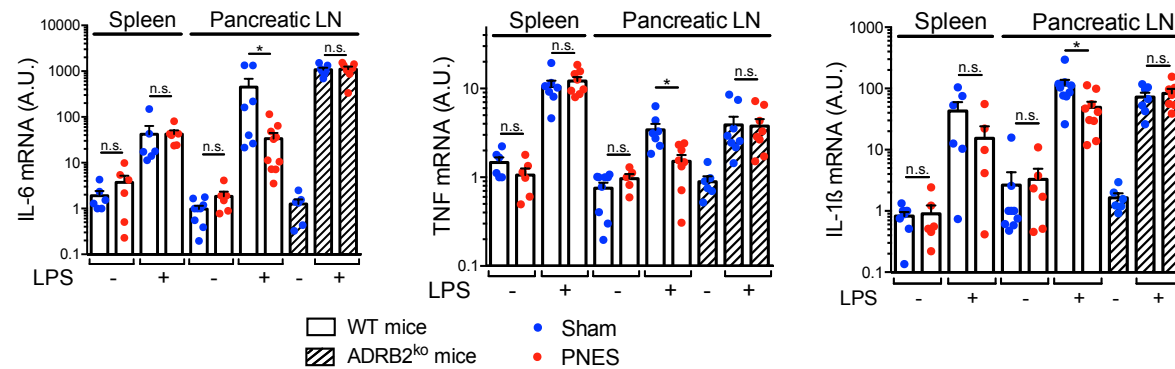 Spleen Pancreatic LN
IL-6 mRNA (A.U.)
10000
1000
100
10
1
0.1
n.s.
n.s.
n.s.
*
n.s.
LPS - + - + - +
Spleen Pancreatic LN
TNF mRNA (A.U.)
10
1
0.1
n.s.
n.s.
n.s.
*
n.s.
LPS - + - + - +
Spleen Pancreatic LN
IL-1ß mRNA (A.U.)
1000
100
10
1
0.1
n.s.
n.s.
n.s.
*
n.s.
LPS - + - + - +
WT mice
ADRB2ko mice
Sham
PNES